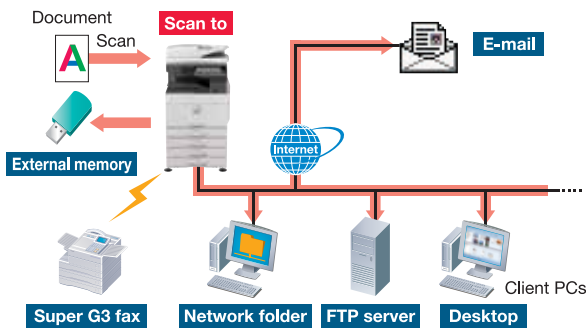 Document
Scan
A
Scan to
E-mail
External memory
Internet
Super G3 fax
Network folder
FTP server
Desktop
Client PCs